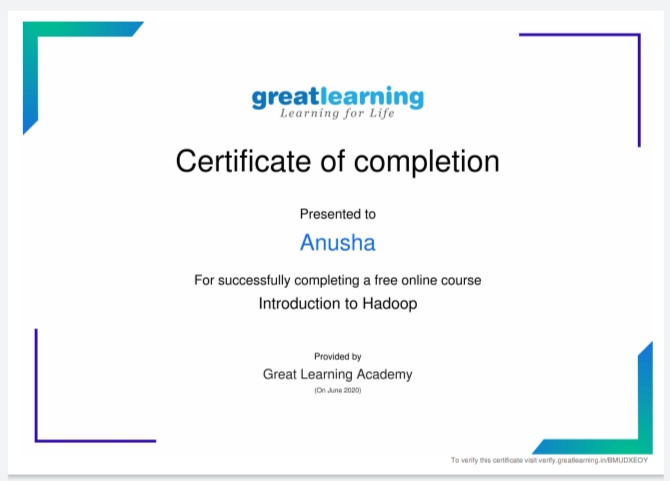 greatlearning
Learning for Life
Certificate of completion
Presented to
Anusha
For successfully completing a free online course
Introduction to Hadoop
Provided by
Great Learning Academy
(On June 2020)
To verify this certificate visit verify.greatlearning.in/BMUDXEOY